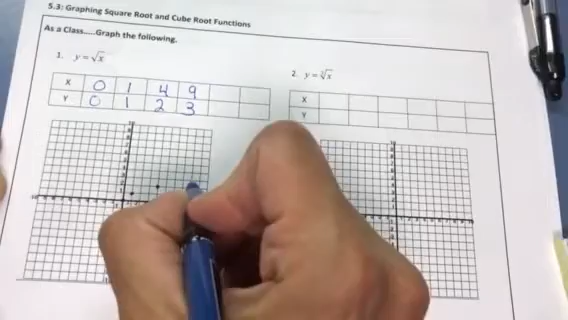 5.3: Graphing Square Root and Cube Root Functions
As a Class.....Graph the following.
1. y = √x
X 0 1 4 9
Y 0 1 2 3
2. y = ∛x
X
Y